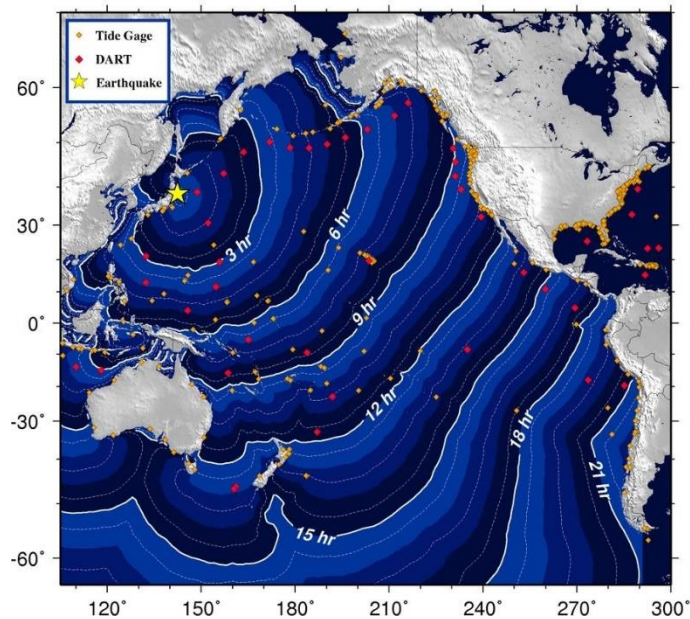 Tide Gage
DART
Earthquake
60°
30°
0°
-30°
-60°
3 hr
6 hr
9 hr
12 hr
15 hr
18 hr
21 hr
120° 150° 180° 210° 240° 270° 300°